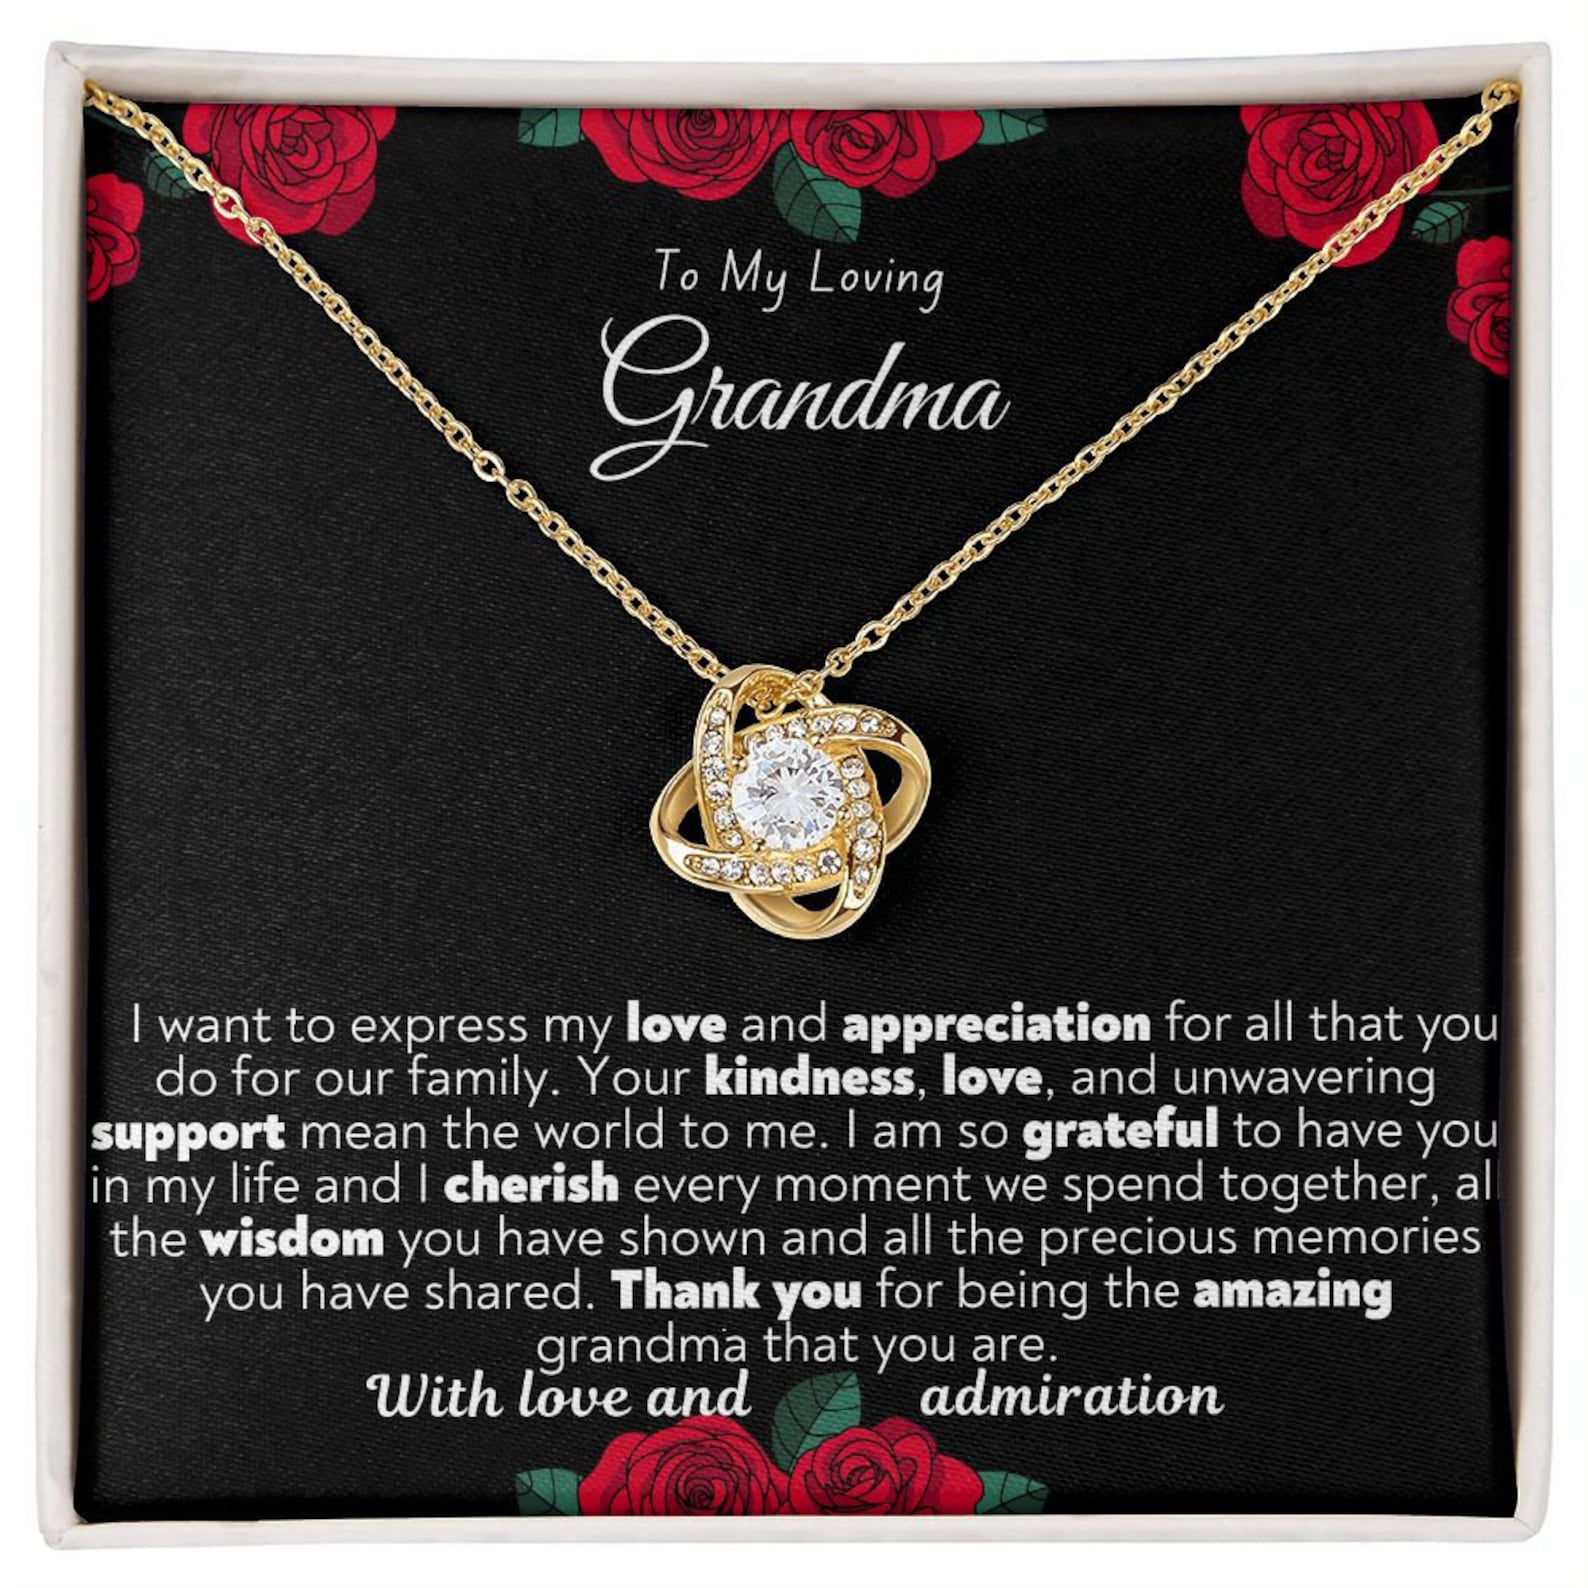 To My Loving
Grandma
I want to express my love and appreciation for all that you
do for our family. Your kindness, love, and unwavering
support mean the world to me. I am so grateful to have you
in my life and I cherish every moment we spend together, all
the wisdom you have shown and all the precious memories
you have shared. Thank you for being the amazing
grandma that you are.
With love and admiration